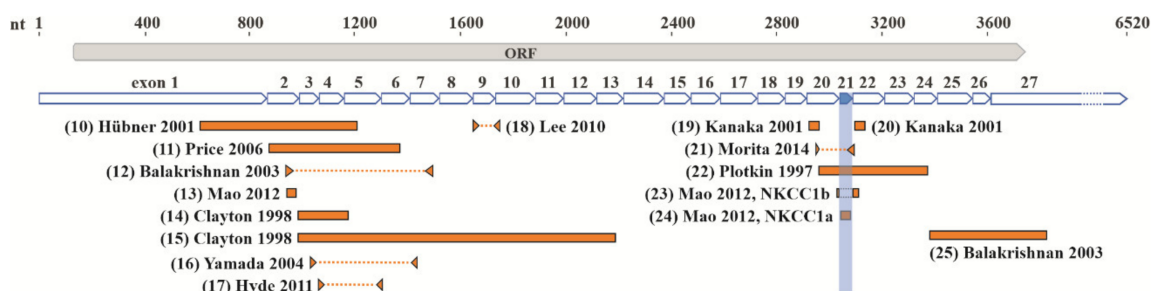 nt 1 400 800 1200 1600 2000 2400 2800 3200 3600 6520
ORF
exon 1 2 3 4 5 6 7 8 9 10 11 12 13 14 15 16 17 18 19 20 21 22 23 24 25 26 27
(10) Hübner 2001 (18) Lee 2010 (19) Kanaka 2001 (20) Kanaka 2001
(11) Price 2006 (21) Morita 2014
(12) Balakrishnan 2003 (22) Plotkin 1997
(13) Mao 2012 (23) Mao 2012, NKCC1b
(14) Clayton 1998 (24) Mao 2012, NKCC1a
(15) Clayton 1998
(25) Balakrishnan 2003
(16) Yamada 2004
(17) Hyde 2011